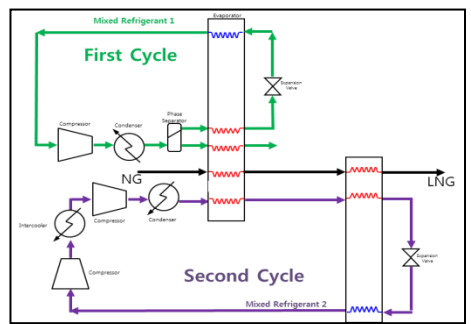 Evaporator
Mixed Refrigerant 1
First Cycle
Expansion
Valve
Phase
Separator
Compressor
Condenser
NG
LNG
Intercooler
Compressor
Condenser
Expansion
Valve
Compressor
Second Cycle
Mixed Refrigerant 2